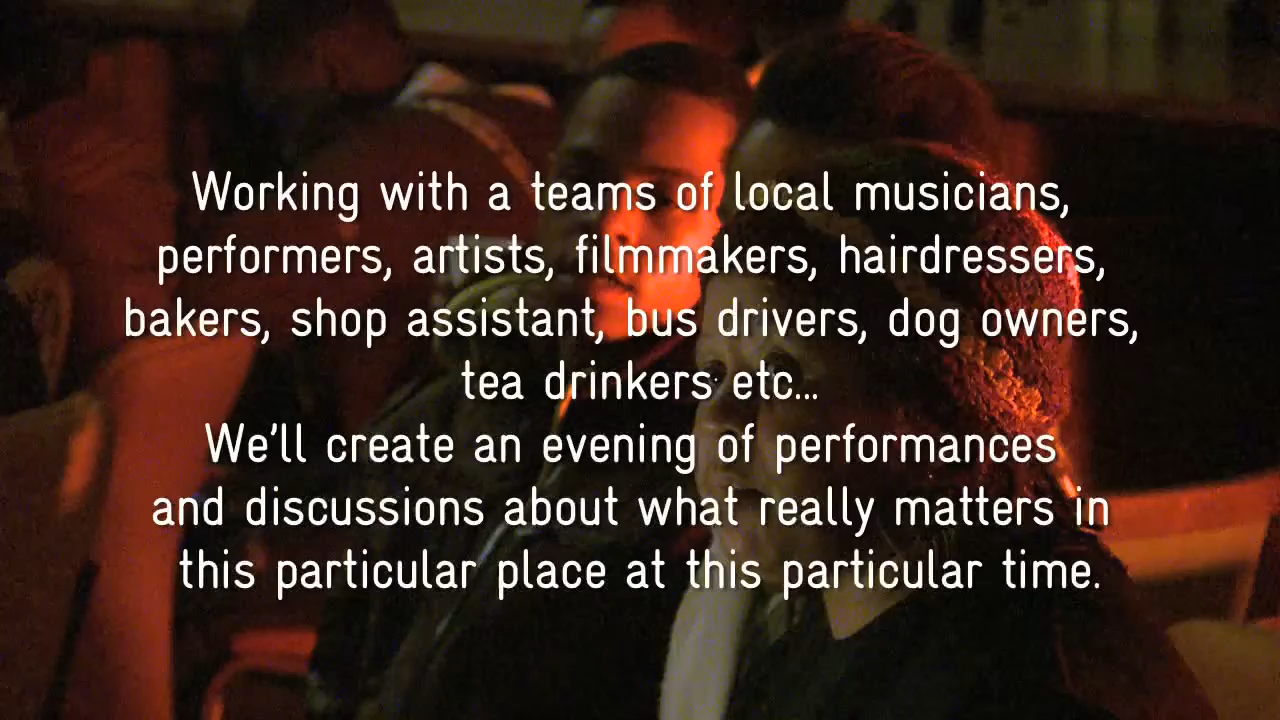 Working with a teams of local musicians,
performers, artists, filmmakers, hairdressers,
bakers, shop assistant, bus drivers, dog owners,
tea drinkers etc...
We'll create an evening of performances
and discussions about what really matters in
this particular place at this particular time.